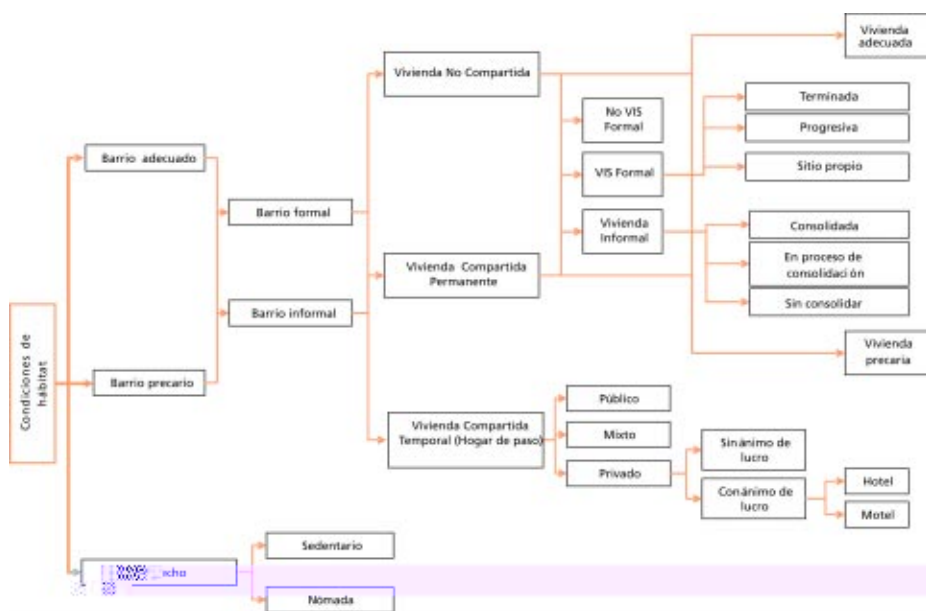 Condiciones de
hábitat
Barrio adecuado
Barrio precario
Barrio formal
Barrio informal
Vivienda No Compartida
Vivienda Compartida
Permanente
Vivienda Compartida
Temporal (Hogar de paso)
No VIS
Formal
VIS Formal
Vivienda
Informal
Vivienda
adecuada
Terminada
Progresiva
Sitio propio
Consolidada
En proceso de
consolidación
Sin consolidar
Vivienda
precaria
Público
Mixto
Privado
Sinánimo de
lucro
Conánimo de
lucro
Hotel
Motel
Sedentario
Nómada